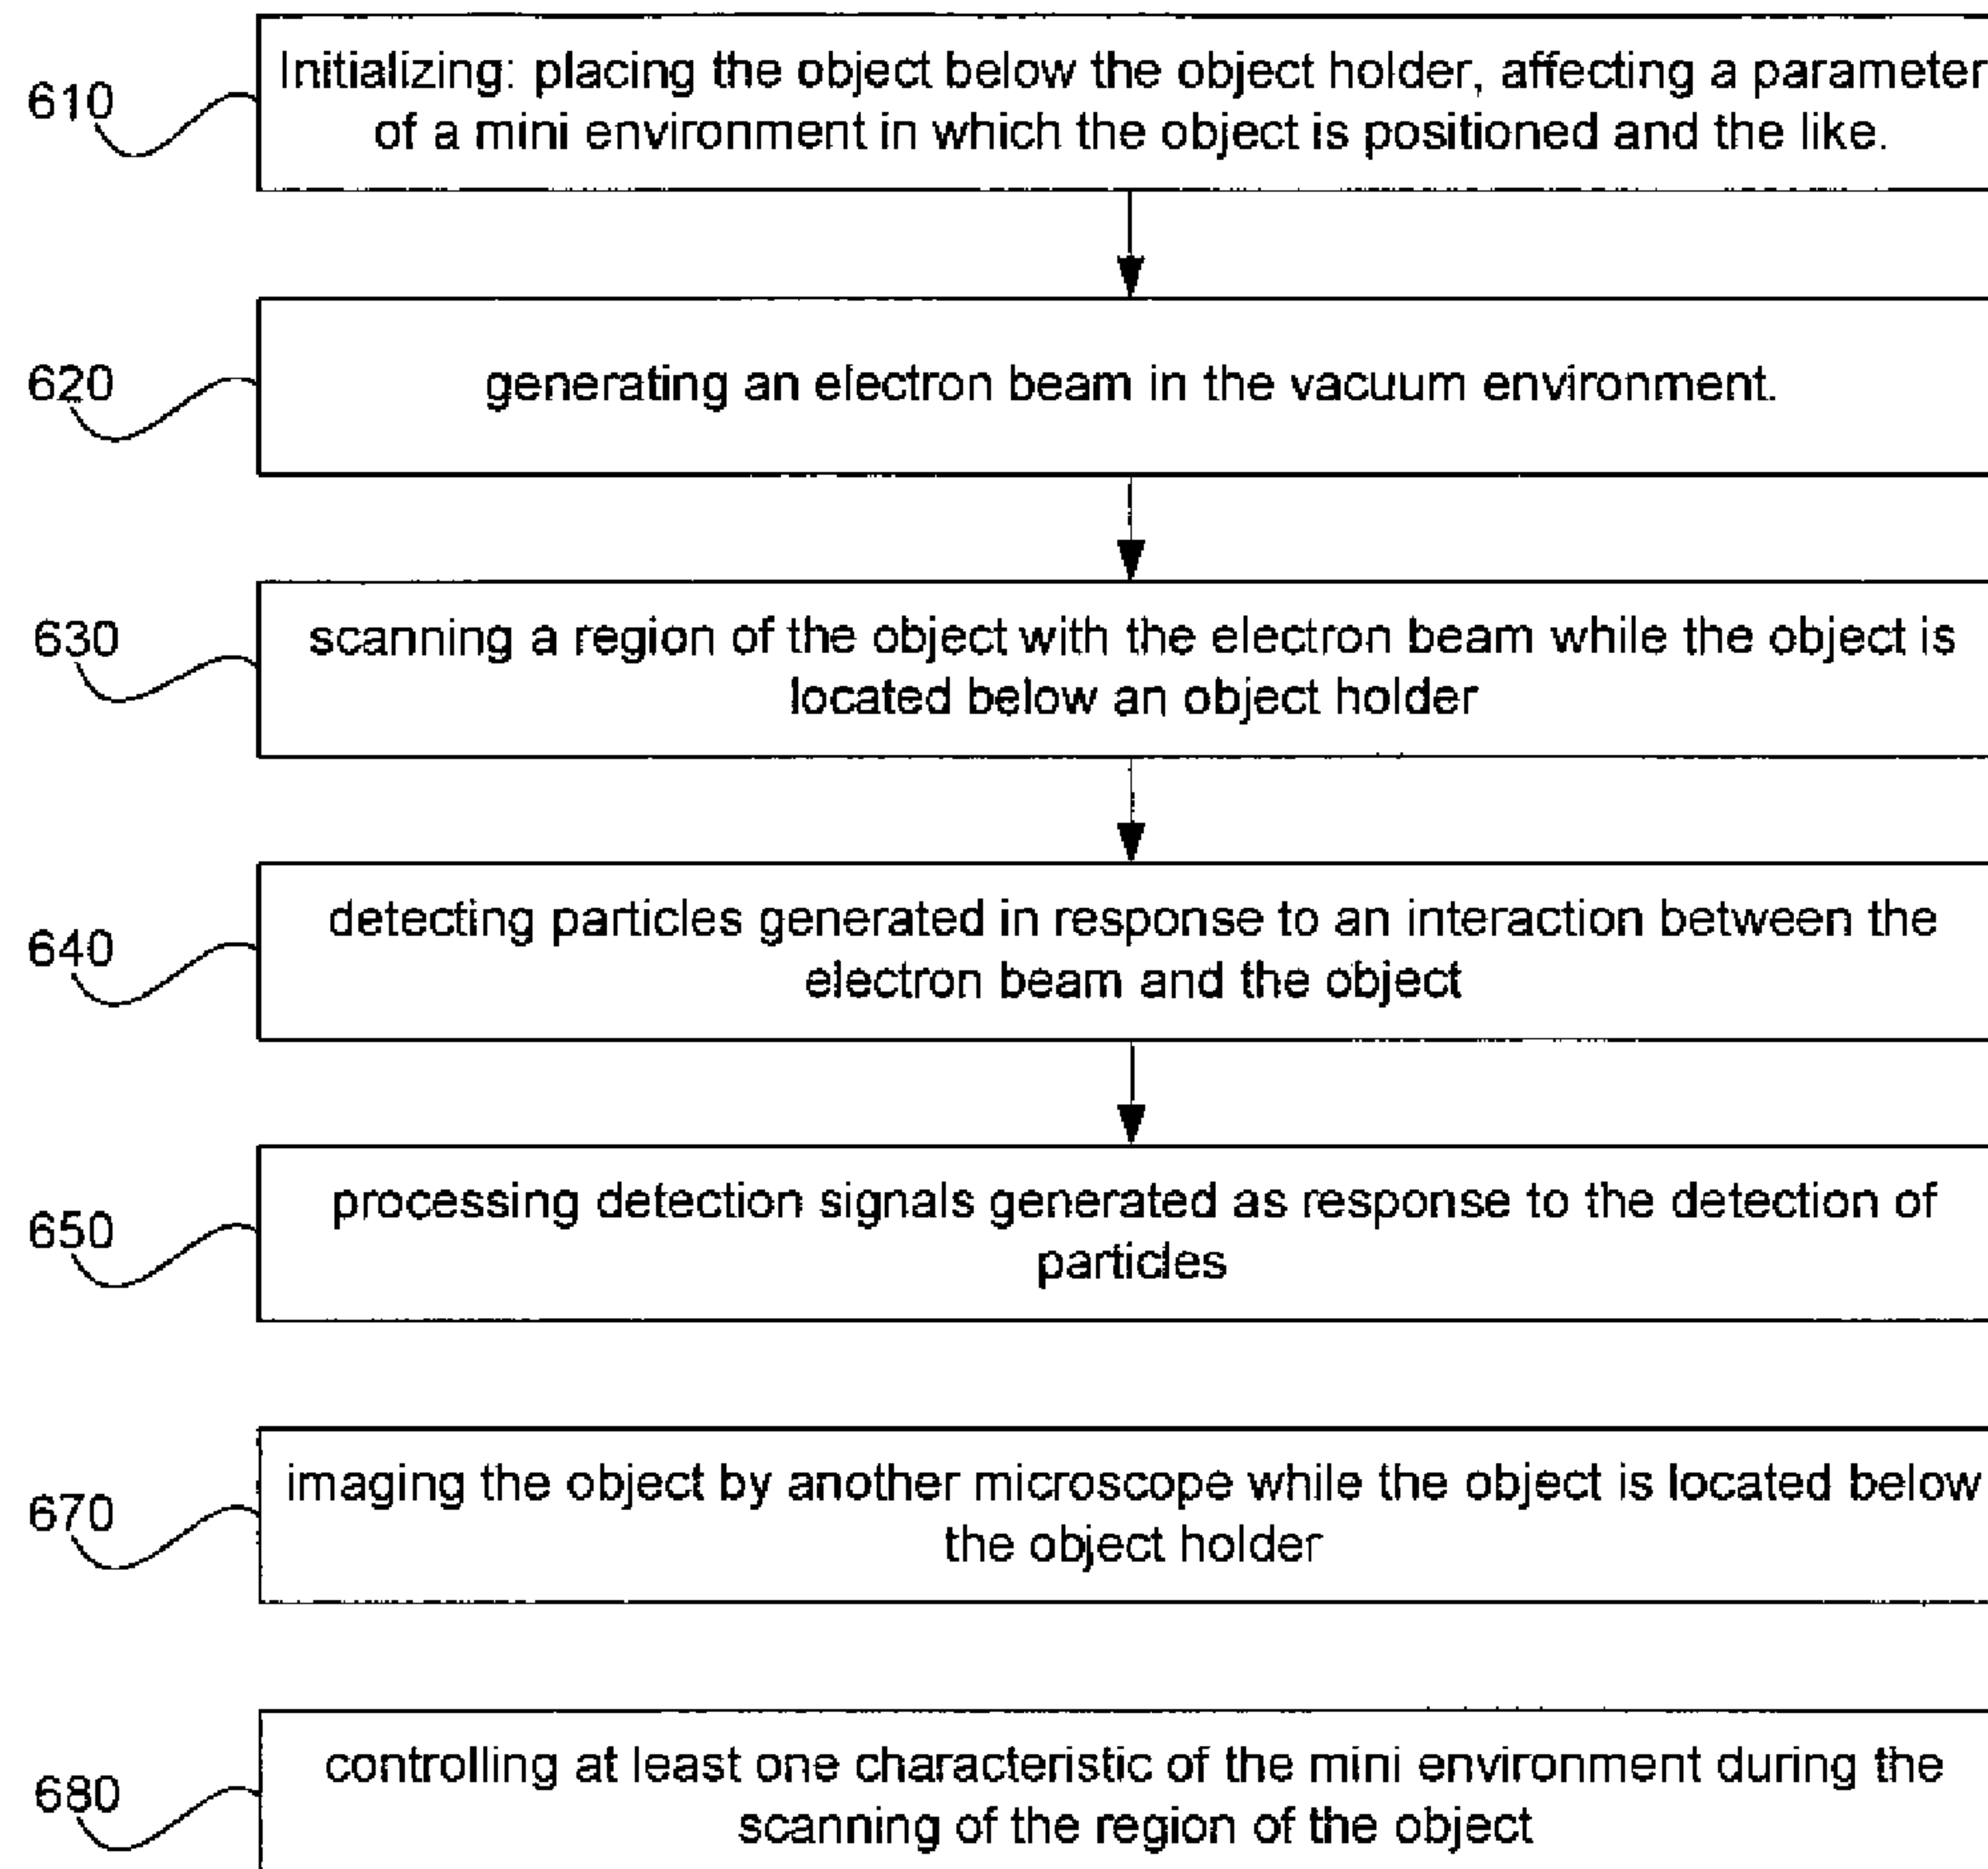 610
Initializing: placing the object below the object holder, affecting a parameter
of a mini environment in which the object is positioned and the like.
620
generating an electron beam in the vacuum environment.
630
scanning a region of the object with the electron beam while the object is
located below an object holder
640
detecting particles generated in response to an interaction between the
electron beam and the object
650
processing detection signals generated as response to the detection of
particles
670
imaging the object by another microscope while the object is located below
the object holder
680
controlling at least one characteristic of the mini environment during the
scanning of the region of the object